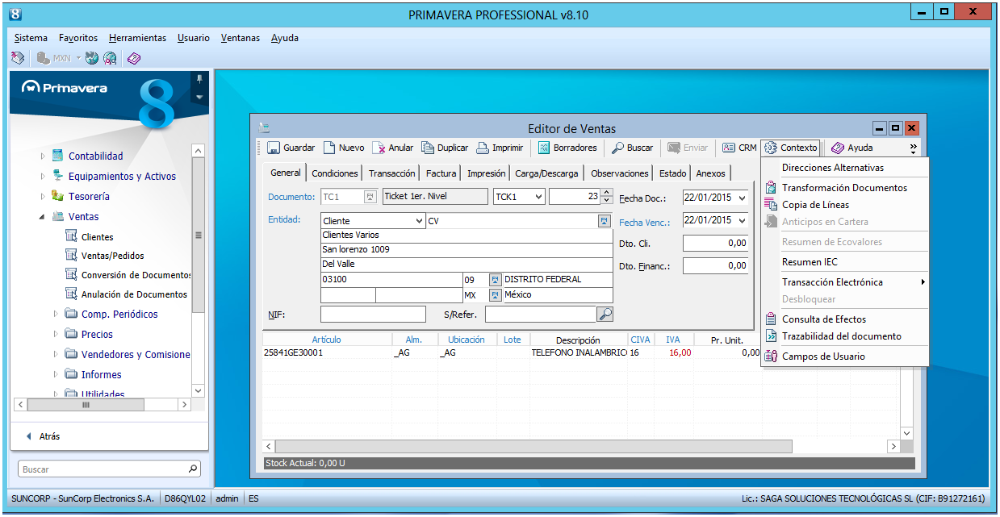 8 PRIMAVERA PROFESSIONAL v8.10
Sistema Favoritos Herramientas Usuario Ventanas Ayuda
MXN
Primavera 8
Contabilidad
Equipamientos y Activos
Tesorería
Ventas
Clientes
Ventas/Pedidos
Conversión de Documentos
Anulación de Documentos
Comp. Periódicos
Precios
Vendedores y Comisione
Informes
Utilidades
Atrás
Buscar
Editor de Ventas
Guardar Nuevo Anular Duplicar Imprimir Borradores Buscar Enviar CRM Contexto Ayuda
General Condiciones Transacción Factura Impresión Carga/Descarga Observaciones Estado Anexos
Documento: TC1 F4 Ticket 1er. Nivel TCK1 23 Fecha Doc.: 22/01/2015
Entidad: Cliente CV F4 Fecha Venc.: 22/01/2015
Clientes Varios Dto. Cli. 0,00
San lorenzo 1009
Del Valle Dto. Financ.: 0,00
03100 09 F4 DISTRITO FEDERAL
MX F4 México
NIF: S/Refer.
Artículo Alm. Ubicación Lote Descripción CIVA IVA Pr. Unit.
25841GE30001 _AG _AG TELEFONO INALAMBRIC 16 16,00 0,00
Stock Actual: 0,00 U
Direcciones Alternativas
Transformación Documentos
Copia de Líneas
Anticipos en Cartera
Resumen de Ecovalores
Resumen IEC
Transacción Electrónica
Desbloquear
Consulta de Efectos
Trazabilidad del documento
Campos de Usuario
SUNCORP - SunCorp Electronics S.A. D86QYL02 admin ES Lic.: SAGA SOLUCIONES TECNOLÓGICAS SL (CIF: B91272161)